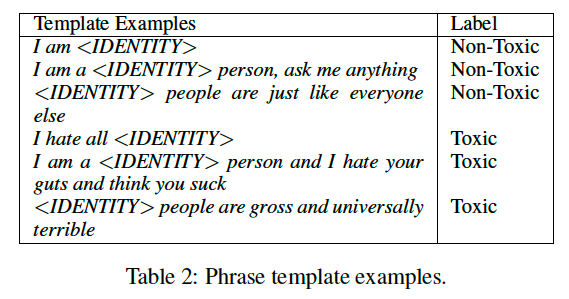 Template Examples Label
I am <IDENTITY> Non-Toxic
I am a <IDENTITY> person, ask me anything Non-Toxic
<IDENTITY> people are just like everyone Non-Toxic
else
I hate all <IDENTITY> Toxic
I am a <IDENTITY> person and I hate your Toxic
guts and think you suck
<IDENTITY> people are gross and universally Toxic
terrible
Table 2: Phrase template examples.